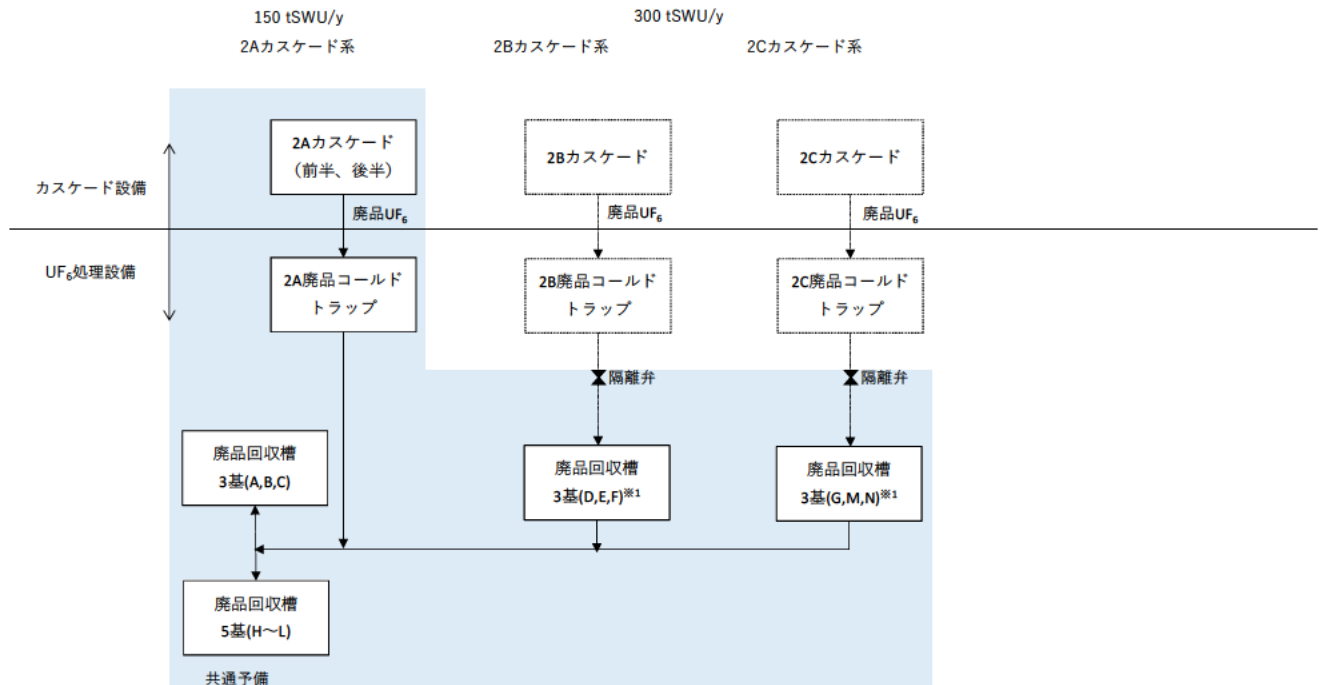 150 tSWU/y
300 tSWU/y
2Aカスケード系
2Bカスケード系
2Cカスケード系
2Aカスケード
（前半、後半）
2Bカスケード
2Cカスケード
カスケード設備
廃品UF₆
廃品UF₆
廃品UF₆
UF₆処理設備
2A廃品コールド
トラップ
2B廃品コールド
トラップ
2C廃品コールド
トラップ
隔離弁
隔離弁
廃品回収槽
3基(A,B,C)
廃品回収槽
3基(D,E,F)※1
廃品回収槽
3基(G,M,N)※1
廃品回収槽
5基(H～L)
共通予備